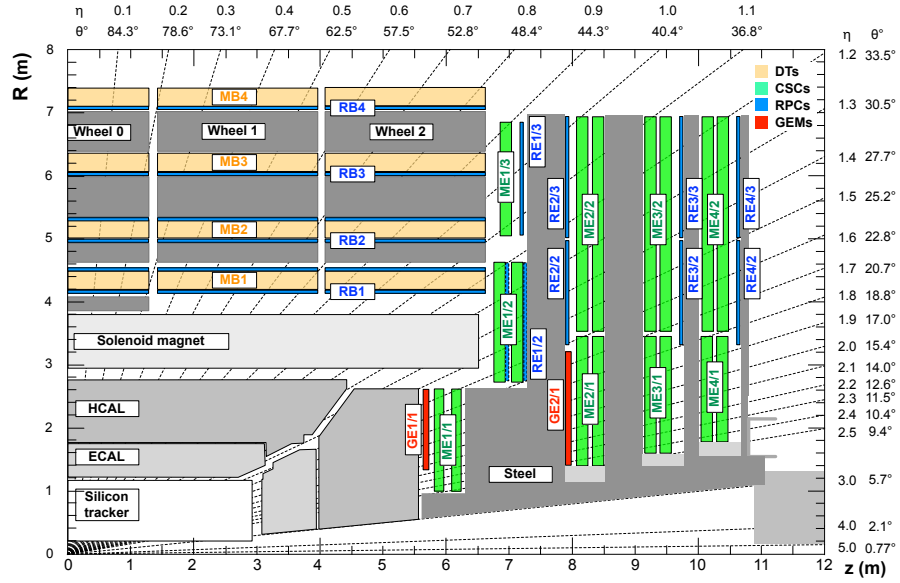 η 0.1 0.2 0.3 0.4 0.5 0.6 0.7 0.8 0.9 1.0 1.1 η θ°
θ° 84.3° 78.6° 73.1° 67.7° 62.5° 57.5° 52.8° 48.4° 44.3° 40.4° 36.8°
R (m)
8
7
6
5
4
3
2
1
0
1.2 33.5°
1.3 30.5°
1.4 27.7°
1.5 25.2°
1.6 22.8°
1.7 20.7°
1.8 18.8°
1.9 17.0°
2.0 15.4°
2.1 14.0°
2.2 12.6°
2.3 11.5°
2.4 10.4°
2.5 9.4°
3.0 5.7°
4.0 2.1°
5.0 0.77°
DTs
CSCs
RPCs
GEMs
MB4
RB4
Wheel 0
Wheel 1
Wheel 2
MB3
RB3
MB2
RB2
MB1
RB1
Solenoid magnet
HCAL
ECAL
Silicon
tracker
Steel
ME1/3
RE1/3
RE2/3
ME2/2
ME3/2
RE3/3
ME4/2
RE4/3
RE2/2
RE3/2
RE4/2
ME1/2
RE1/2
GE1/1
ME1/1
GE2/1
ME2/1
ME3/1
ME4/1
0 1 2 3 4 5 6 7 8 9 10 11 12
z (m)